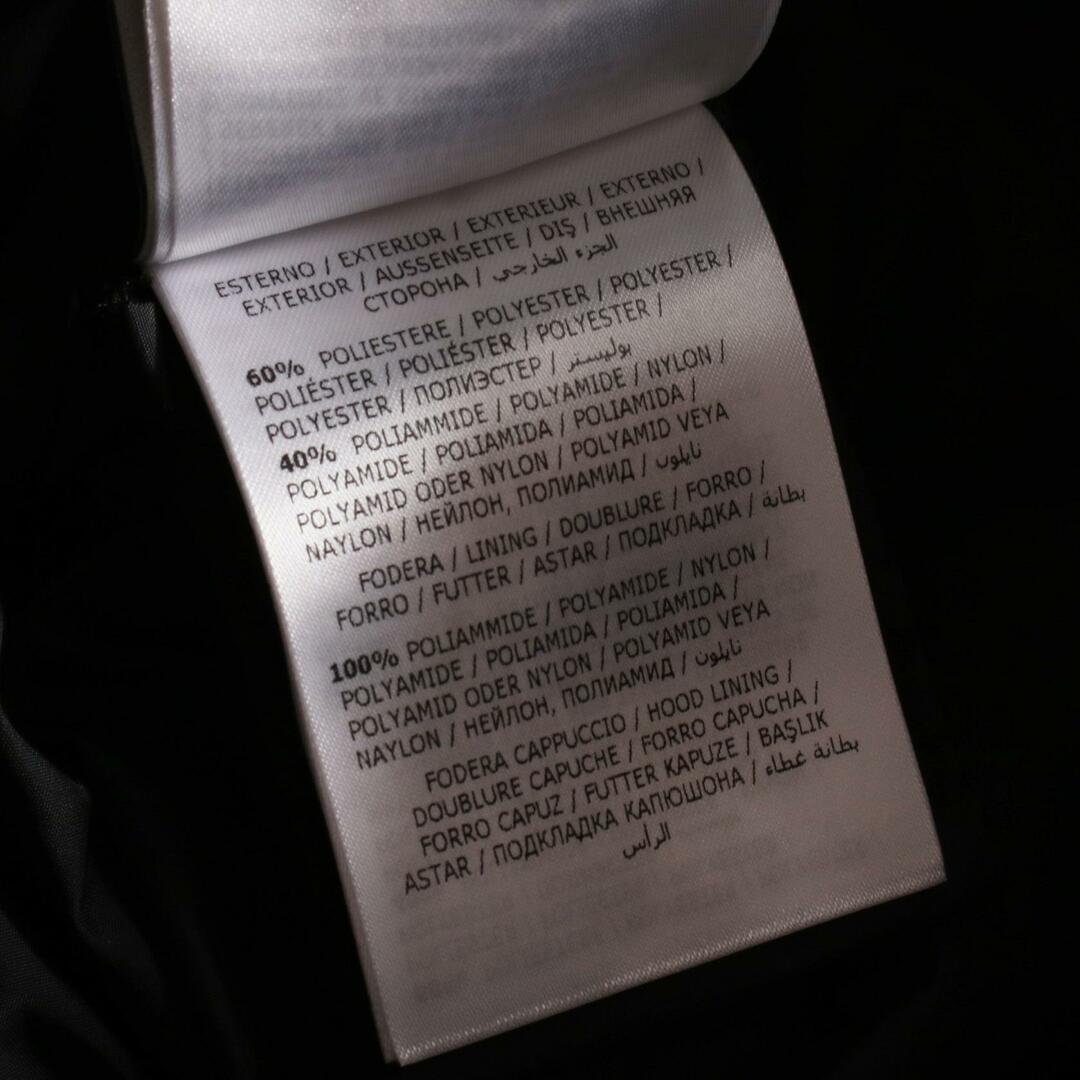 ESTERNO / EXTERIOR / EXTERIEUR / EXTERNO /
EXTERIOR / AUSSENSEITE / DIŞ / ВНЕШНЯЯ
СТОРОНА / الجزء الخارجي
60% POLIESTERE / POLYESTER / POLYESTER /
POLIÉSTER / POLIÉSTER / POLYESTER /
POLYESTER / ПОЛИЭСТЕР / بوليستر
40% POLIAMMIDE / POLYAMIDE / NYLON /
POLYAMIDE / POLIAMIDA / POLIAMIDA /
POLYAMID ODER NYLON / POLYAMID VEYA
NAYLON / НЕЙЛОН, ПОЛИАМИД / نايلون
FODERA / LINING / DOUBLURE / FORRO /
FORRO / FUTTER / ASTAR / ПОДКЛАДКА / بطانة
100% POLIAMMIDE / POLYAMIDE / NYLON /
POLYAMIDE / POLIAMIDA / POLIAMIDA /
POLYAMID ODER NYLON / POLYAMID VEYA
NAYLON / НЕЙЛОН, ПОЛИАМИД / نايلون
FODERA CAPPUCCIO / HOOD LINING /
DOUBLURE CAPUCHE / FORRO CAPUCHA /
FORRO CAPUZ / FUTTER KAPUZE / BAŞLIK
ASTAR / ПОДКЛАДКА КАПЮШОНА / بطانة غطاء
الرأس